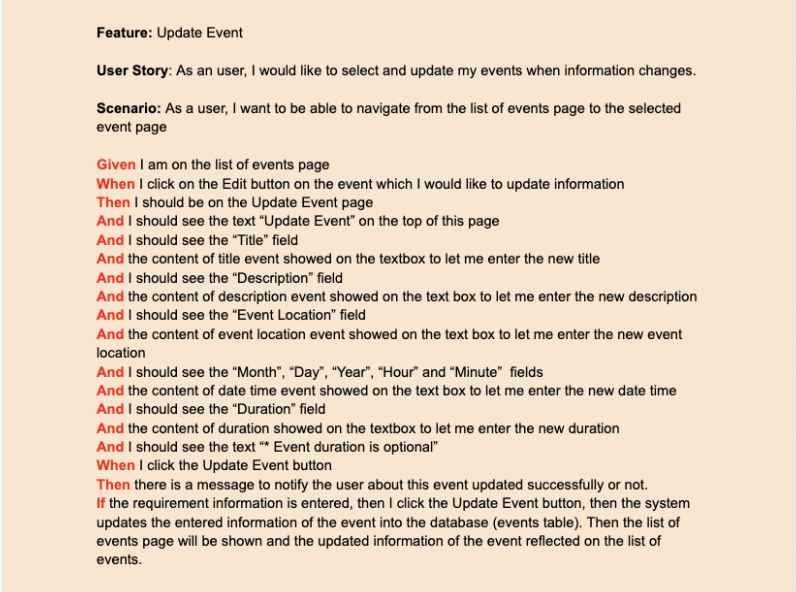 Feature: Update Event
User Story: As an user, I would like to select and update my events when information changes.
Scenario: As a user, I want to be able to navigate from the list of events page to the selected
event page
Given I am on the list of events page
When I click on the Edit button on the event which I would like to update information
Then I should be on the Update Event page
And I should see the text “Update Event” on the top of this page
And I should see the “Title” field
And the content of title event showed on the textbox to let me enter the new title
And I should see the “Description” field
And the content of description event showed on the text box to let me enter the new description
And I should see the “Event Location” field
And the content of event location event showed on the text box to let me enter the new event
location
And I should see the “Month”, “Day”, “Year”, “Hour” and “Minute”  fields
And the content of date time event showed on the text box to let me enter the new date time
And I should see the “Duration” field
And the content of duration showed on the textbox to let me enter the new duration
And I should see the text “* Event duration is optional”
When I click the Update Event button
Then there is a message to notify the user about this event updated successfully or not.
If the requirement information is entered, then I click the Update Event button, then the system
updates the entered information of the event into the database (events table). Then the list of
events page will be shown and the updated information of the event reflected on the list of
events.